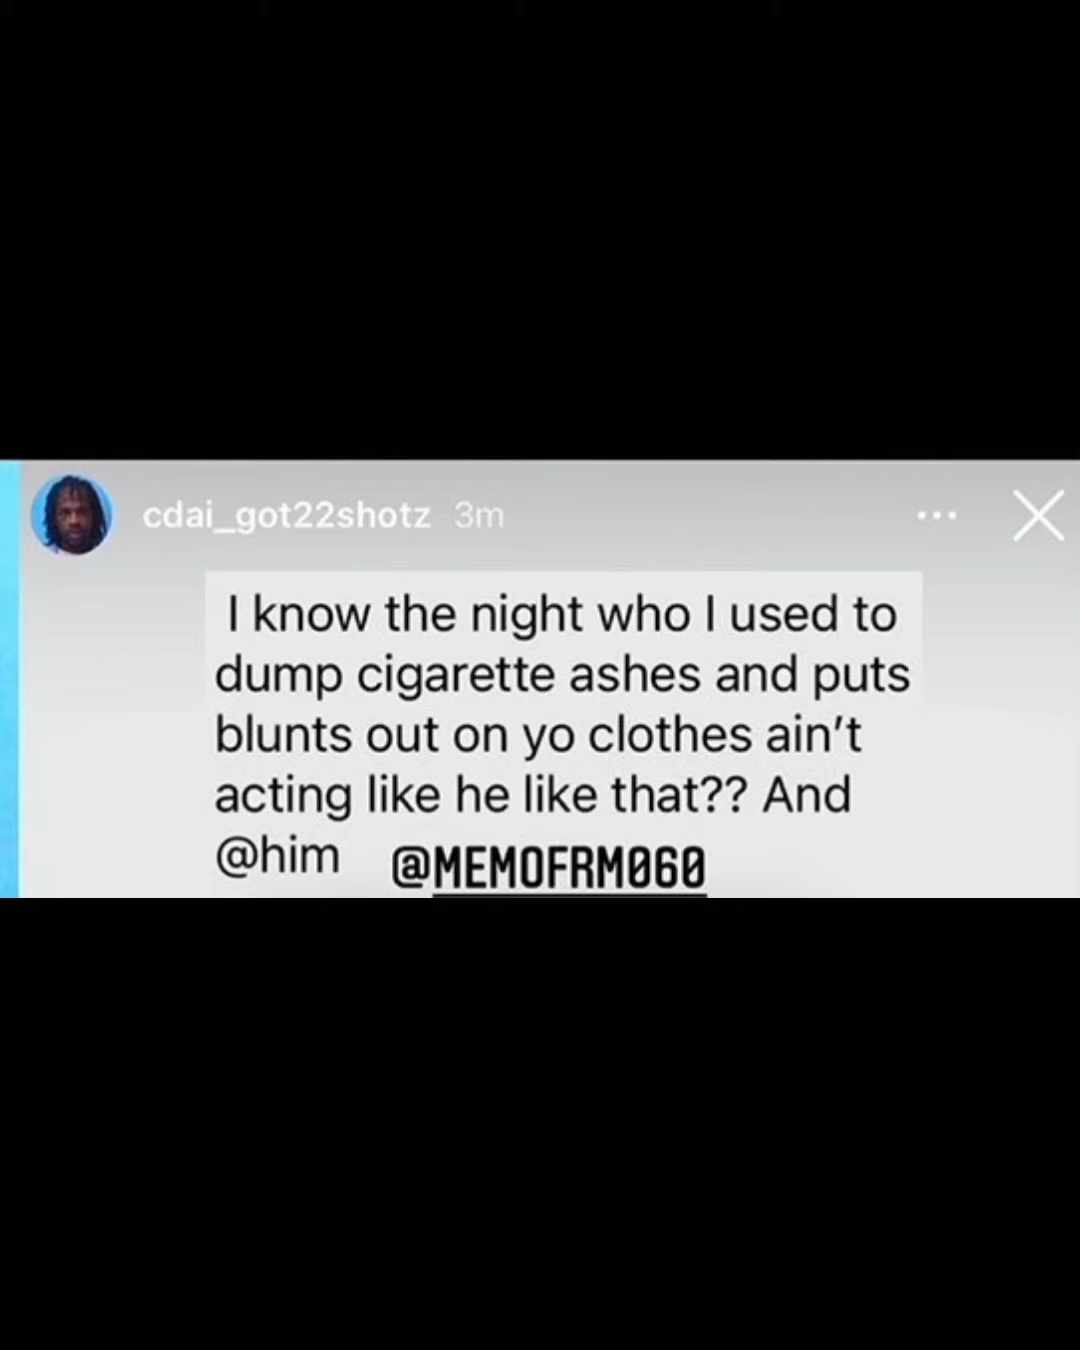 cdai_got22shotz 3m
I know the night who I used to
dump cigarette ashes and puts
blunts out on yo clothes ain't
acting like he like that?? And
@him @MEMOFRM060